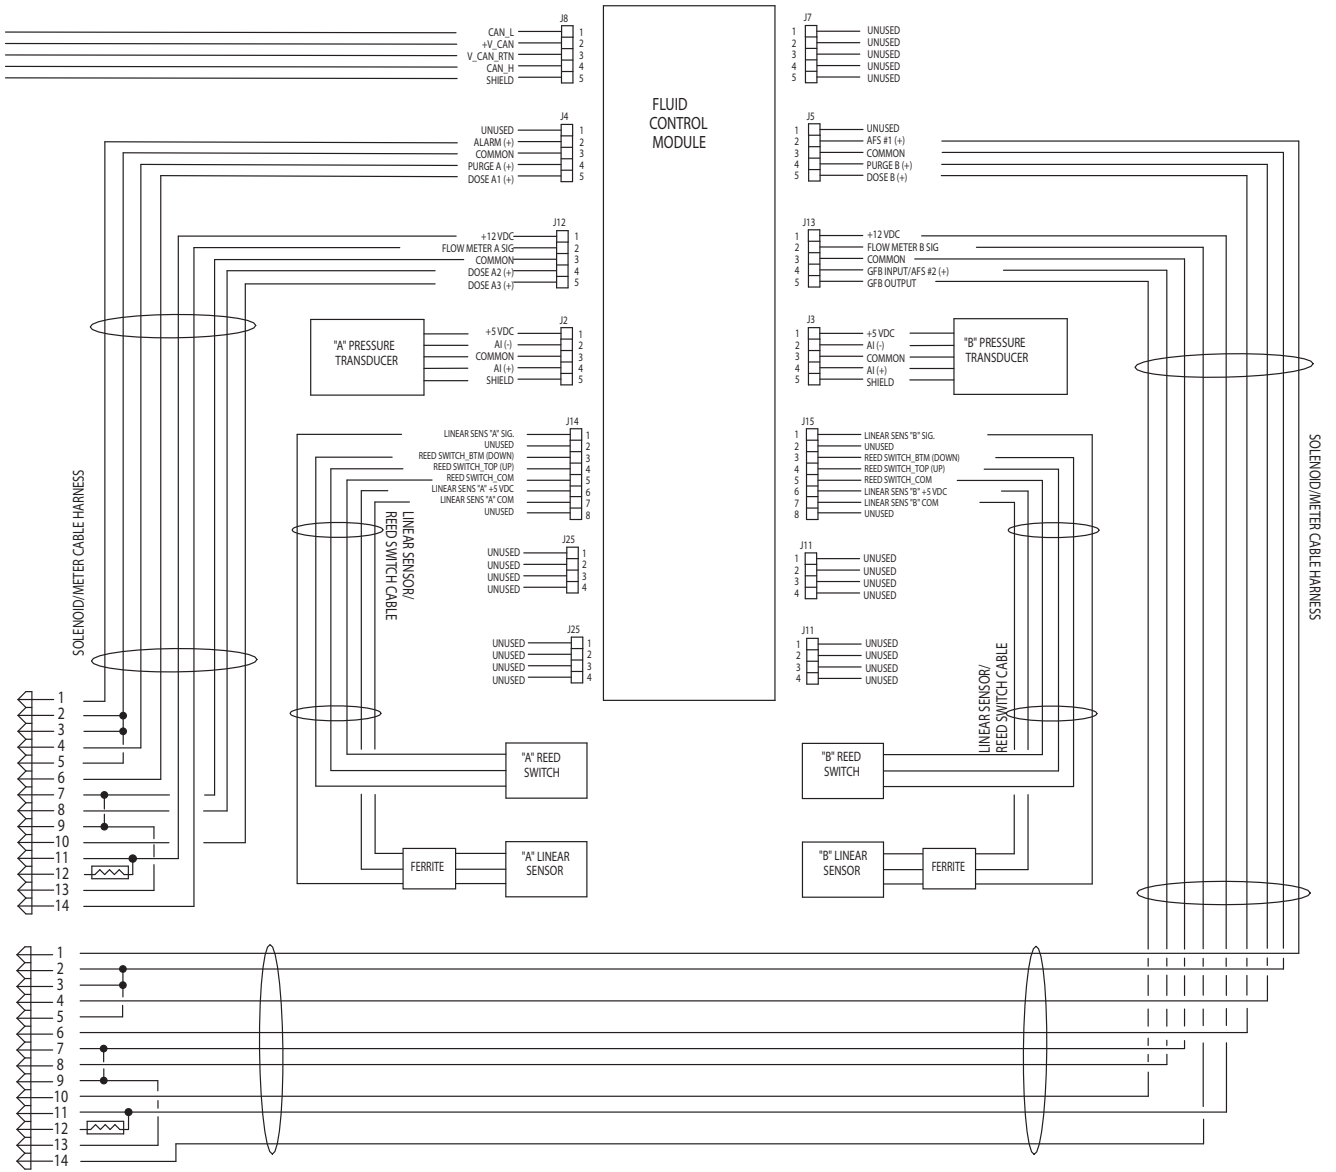 J8
CAN_L 1
+V_CAN 2
V_CAN_RTN 3
CAN_H 4
SHIELD 5
J4
UNUSED 1
ALARM (+) 2
COMMON 3
PURGE A (+) 4
DOSE A1 (+) 5
J12
+12 VDC 1
FLOW METER A SIG 2
COMMON 3
DOSE A2 (+) 4
DOSE A3 (+) 5
"A" PRESSURE
TRANSDUCER
J2
+5 VDC 1
AI (-) 2
COMMON 3
AI (+) 4
SHIELD 5
J14
LINEAR SENS "A" SIG. 1
UNUSED 2
REED SWITCH_BTM (DOWN) 3
REED SWITCH_TOP (UP) 4
REED SWITCH_COM 5
LINEAR SENS "A" +5 VDC 6
LINEAR SENS "A" COM 7
UNUSED 8
J25
UNUSED 1
UNUSED 2
UNUSED 3
UNUSED 4
J25
UNUSED 1
UNUSED 2
UNUSED 3
UNUSED 4
FLUID
CONTROL
MODULE
J7
1 UNUSED
2 UNUSED
3 UNUSED
4 UNUSED
5 UNUSED
J5
1 UNUSED
2 AFS #1 (+)
3 COMMON
4 PURGE B (+)
5 DOSE B (+)
J13
1 +12 VDC
2 FLOW METER B SIG
3 COMMON
4 GFB INPUT/AFS #2 (+)
5 GFB OUTPUT
J3
1 +5 VDC
2 AI (-)
3 COMMON
4 AI (+)
5 SHIELD
"B" PRESSURE
TRANSDUCER
J15
1 LINEAR SENS "B" SIG.
2 UNUSED
3 REED SWITCH_BTM (DOWN)
4 REED SWITCH_TOP (UP)
5 REED SWITCH_COM
6 LINEAR SENS "B" +5 VDC
7 LINEAR SENS "B" COM
8 UNUSED
J11
1 UNUSED
2 UNUSED
3 UNUSED
4 UNUSED
J11
1 UNUSED
2 UNUSED
3 UNUSED
4 UNUSED
SOLENOID/METER CABLE HARNESS
LINEAR SENSOR/
REED SWITCH CABLE
LINEAR SENSOR/
REED SWITCH CABLE
SOLENOID/METER CABLE HARNESS
"A" REED
SWITCH
"B" REED
SWITCH
FERRITE
"A" LINEAR
SENSOR
"B" LINEAR
SENSOR
FERRITE
1
2
3
4
5
6
7
8
9
10
11
12
13
14
1
2
3
4
5
6
7
8
9
10
11
12
13
14